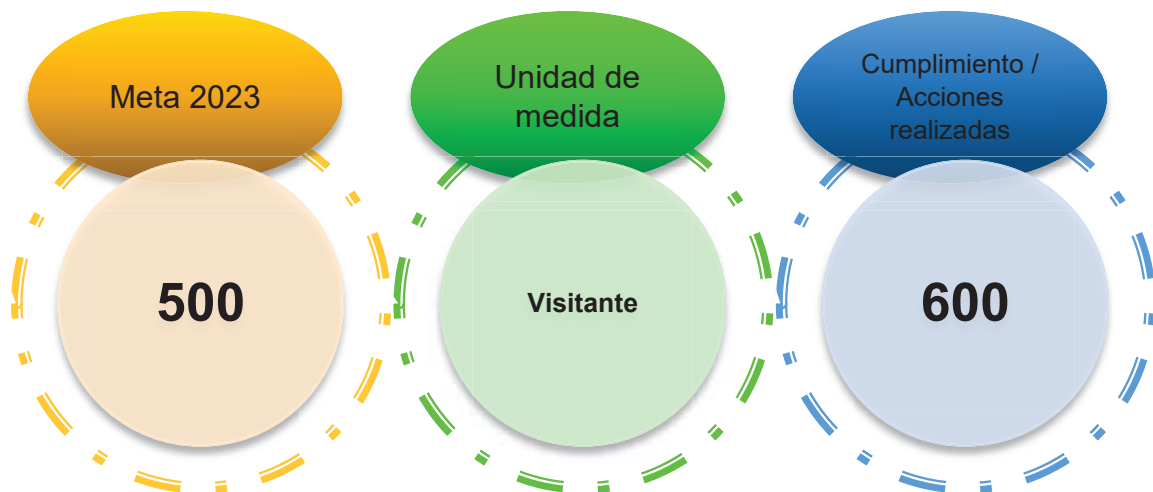 Meta 2023
500
Unidad de
medida
Visitante
Cumplimiento /
Acciones
realizadas
600